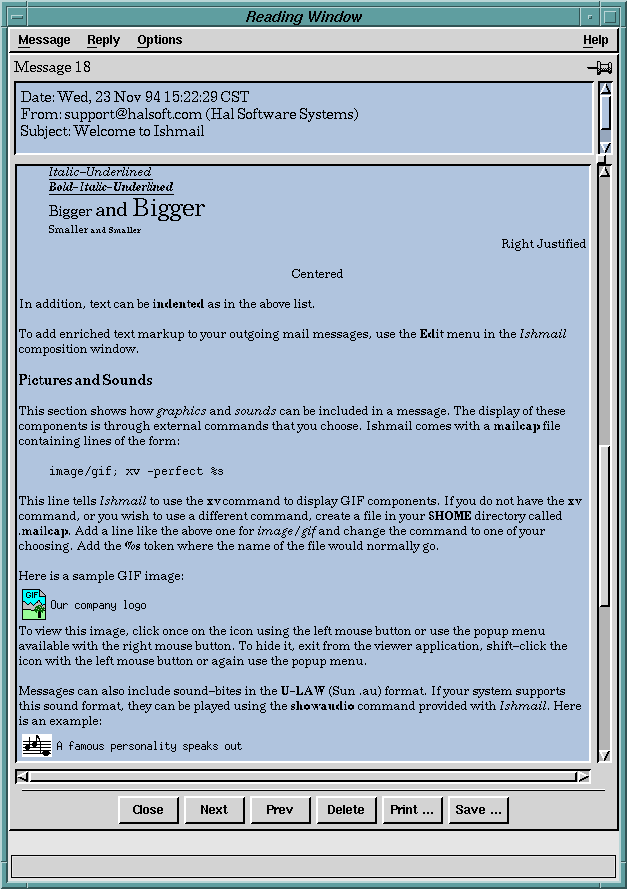 Reading Window
Message Reply Options Help
Message 18
Date: Wed, 23 Nov 94 15:22:29 CST
From: support@halsoft.com (Hal Software Systems)
Subject: Welcome to Ishmail
Italic-Underlined
Bold-Italic-Underlined
Bigger and Bigger
Smaller and Smaller
Right Justified
Centered
In addition, text can be indented as in the above list.
To add enriched text markup to your outgoing mail messages, use the Edit menu in the Ishmail
composition window.
Pictures and Sounds
This section shows how graphics and sounds can be included in a message. The display of these
components is through external commands that you choose. Ishmail comes with a mailcap file
containing lines of the form:
image/gif; xv -perfect %s
This line tells Ishmail to use the xv command to display GIF components. If you do not have the xv
command, or you wish to use a different command, create a file in your $HOME directory called
.mailcap. Add a line like the above one for image/gif and change the command to one of your
choosing. Add the %s token where the name of the file would normally go.
Here is a sample GIF image:
GIF Our company logo
To view this image, click once on the icon using the left mouse button or use the popup menu
available with the right mouse button. To hide it, exit from the viewer application, shift-click the
icon with the left mouse button or again use the popup menu.
Messages can also include sound-bites in the U-LAW (Sun .au) format. If your system supports
this sound format, they can be played using the showaudio command provided with Ishmail. Here
is an example:
A famous personality speaks out
Close Next Prev Delete Print ... Save ...